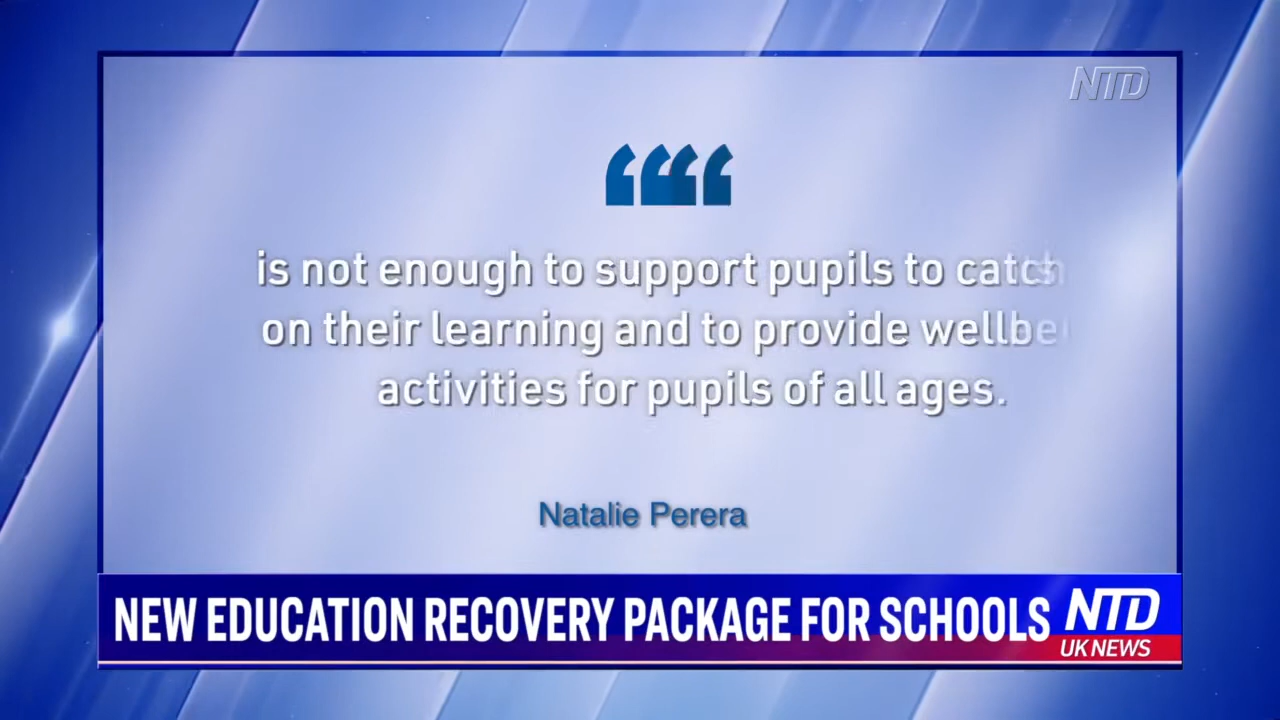 NTD
““
is not enough to support pupils to catch
on their learning and to provide
activities for pupils of all ages.
Natalie Perera
NEW EDUCATION RECOVERY PACKAGE FOR SCHOOLS
NTD
UK NEWS